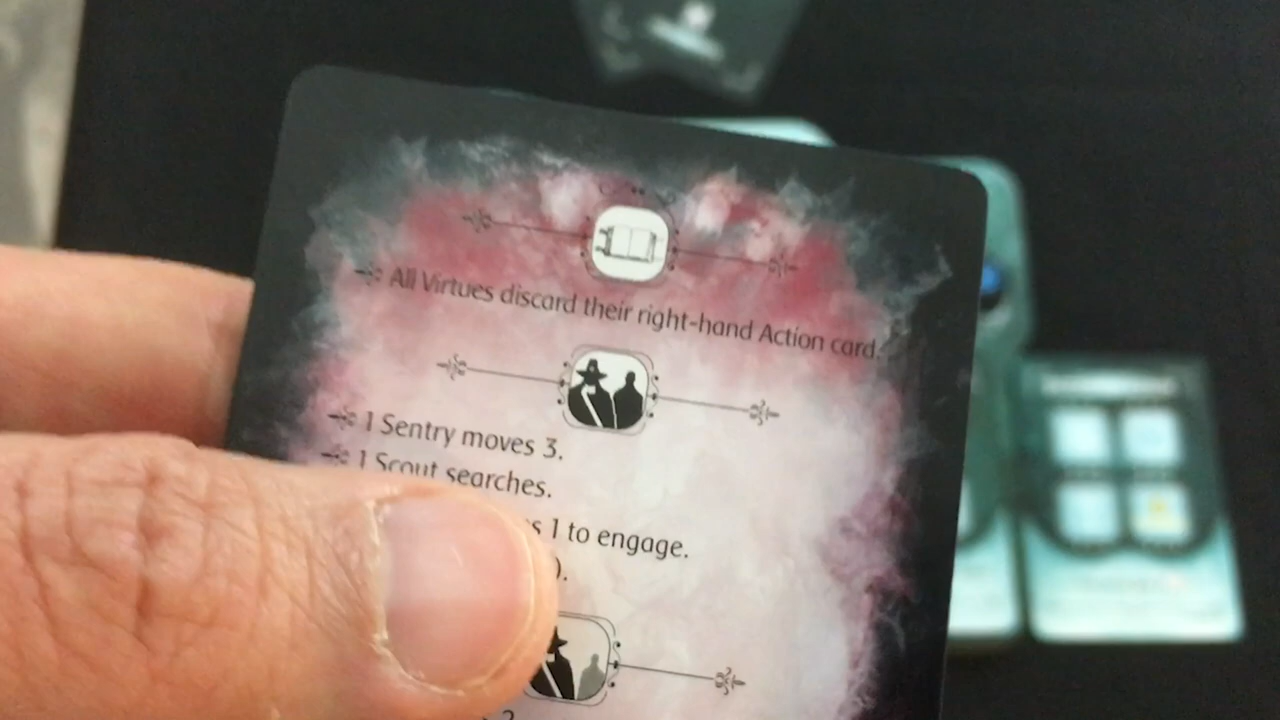 All Virtues discard their right-hand Action card.
1 Sentry moves 3.
1 Scout searches.
1 to engage.